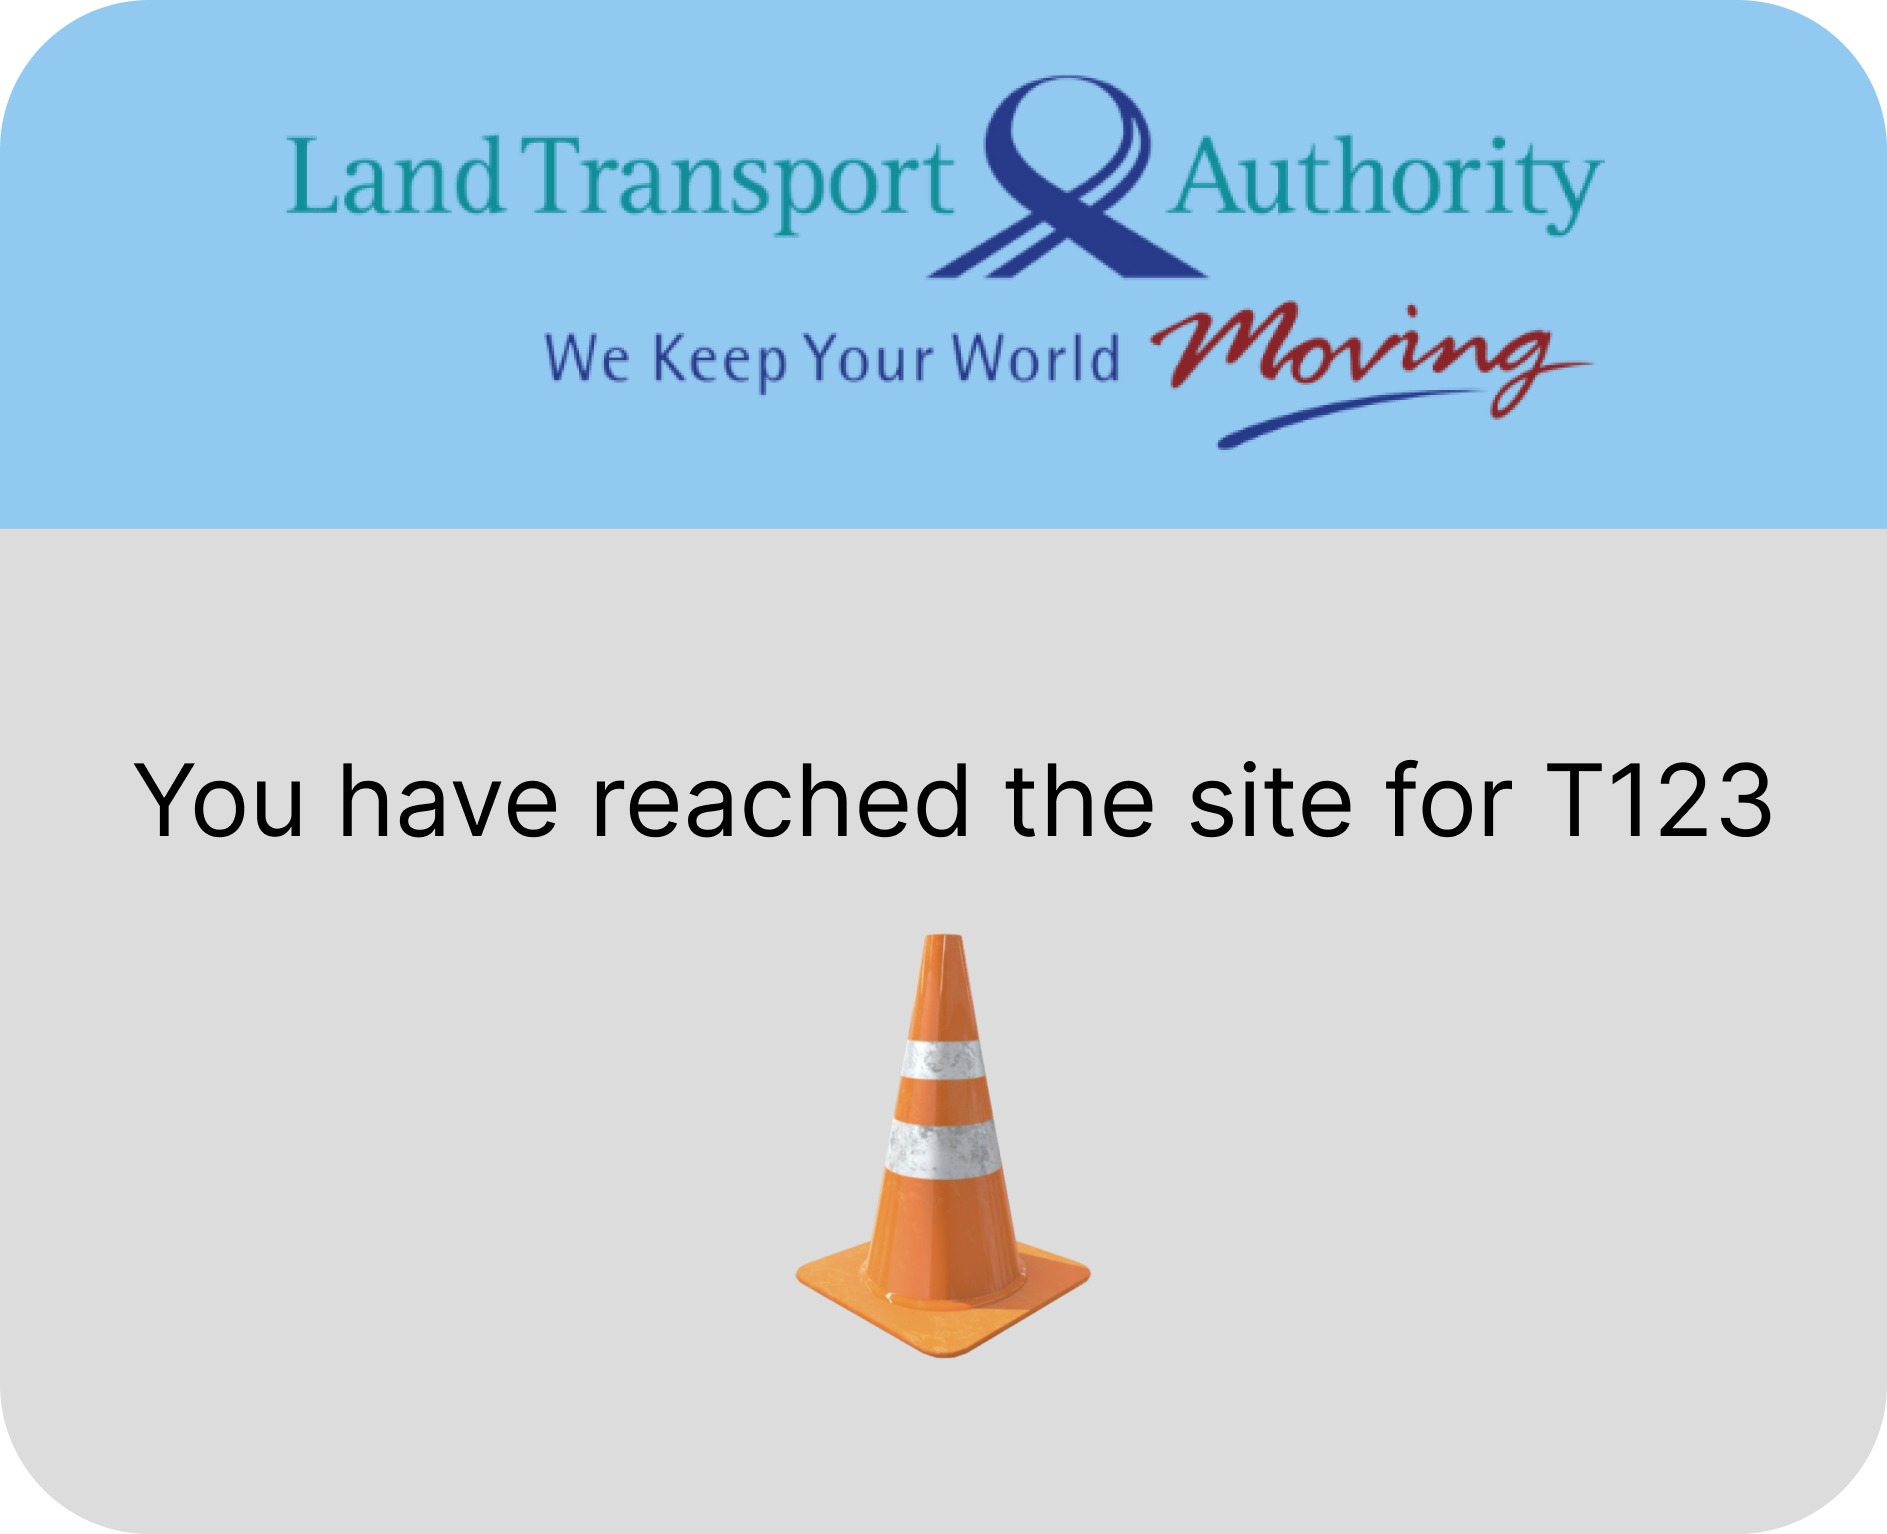 Land Transport Authority
We Keep Your World Moving
You have reached the site for T123